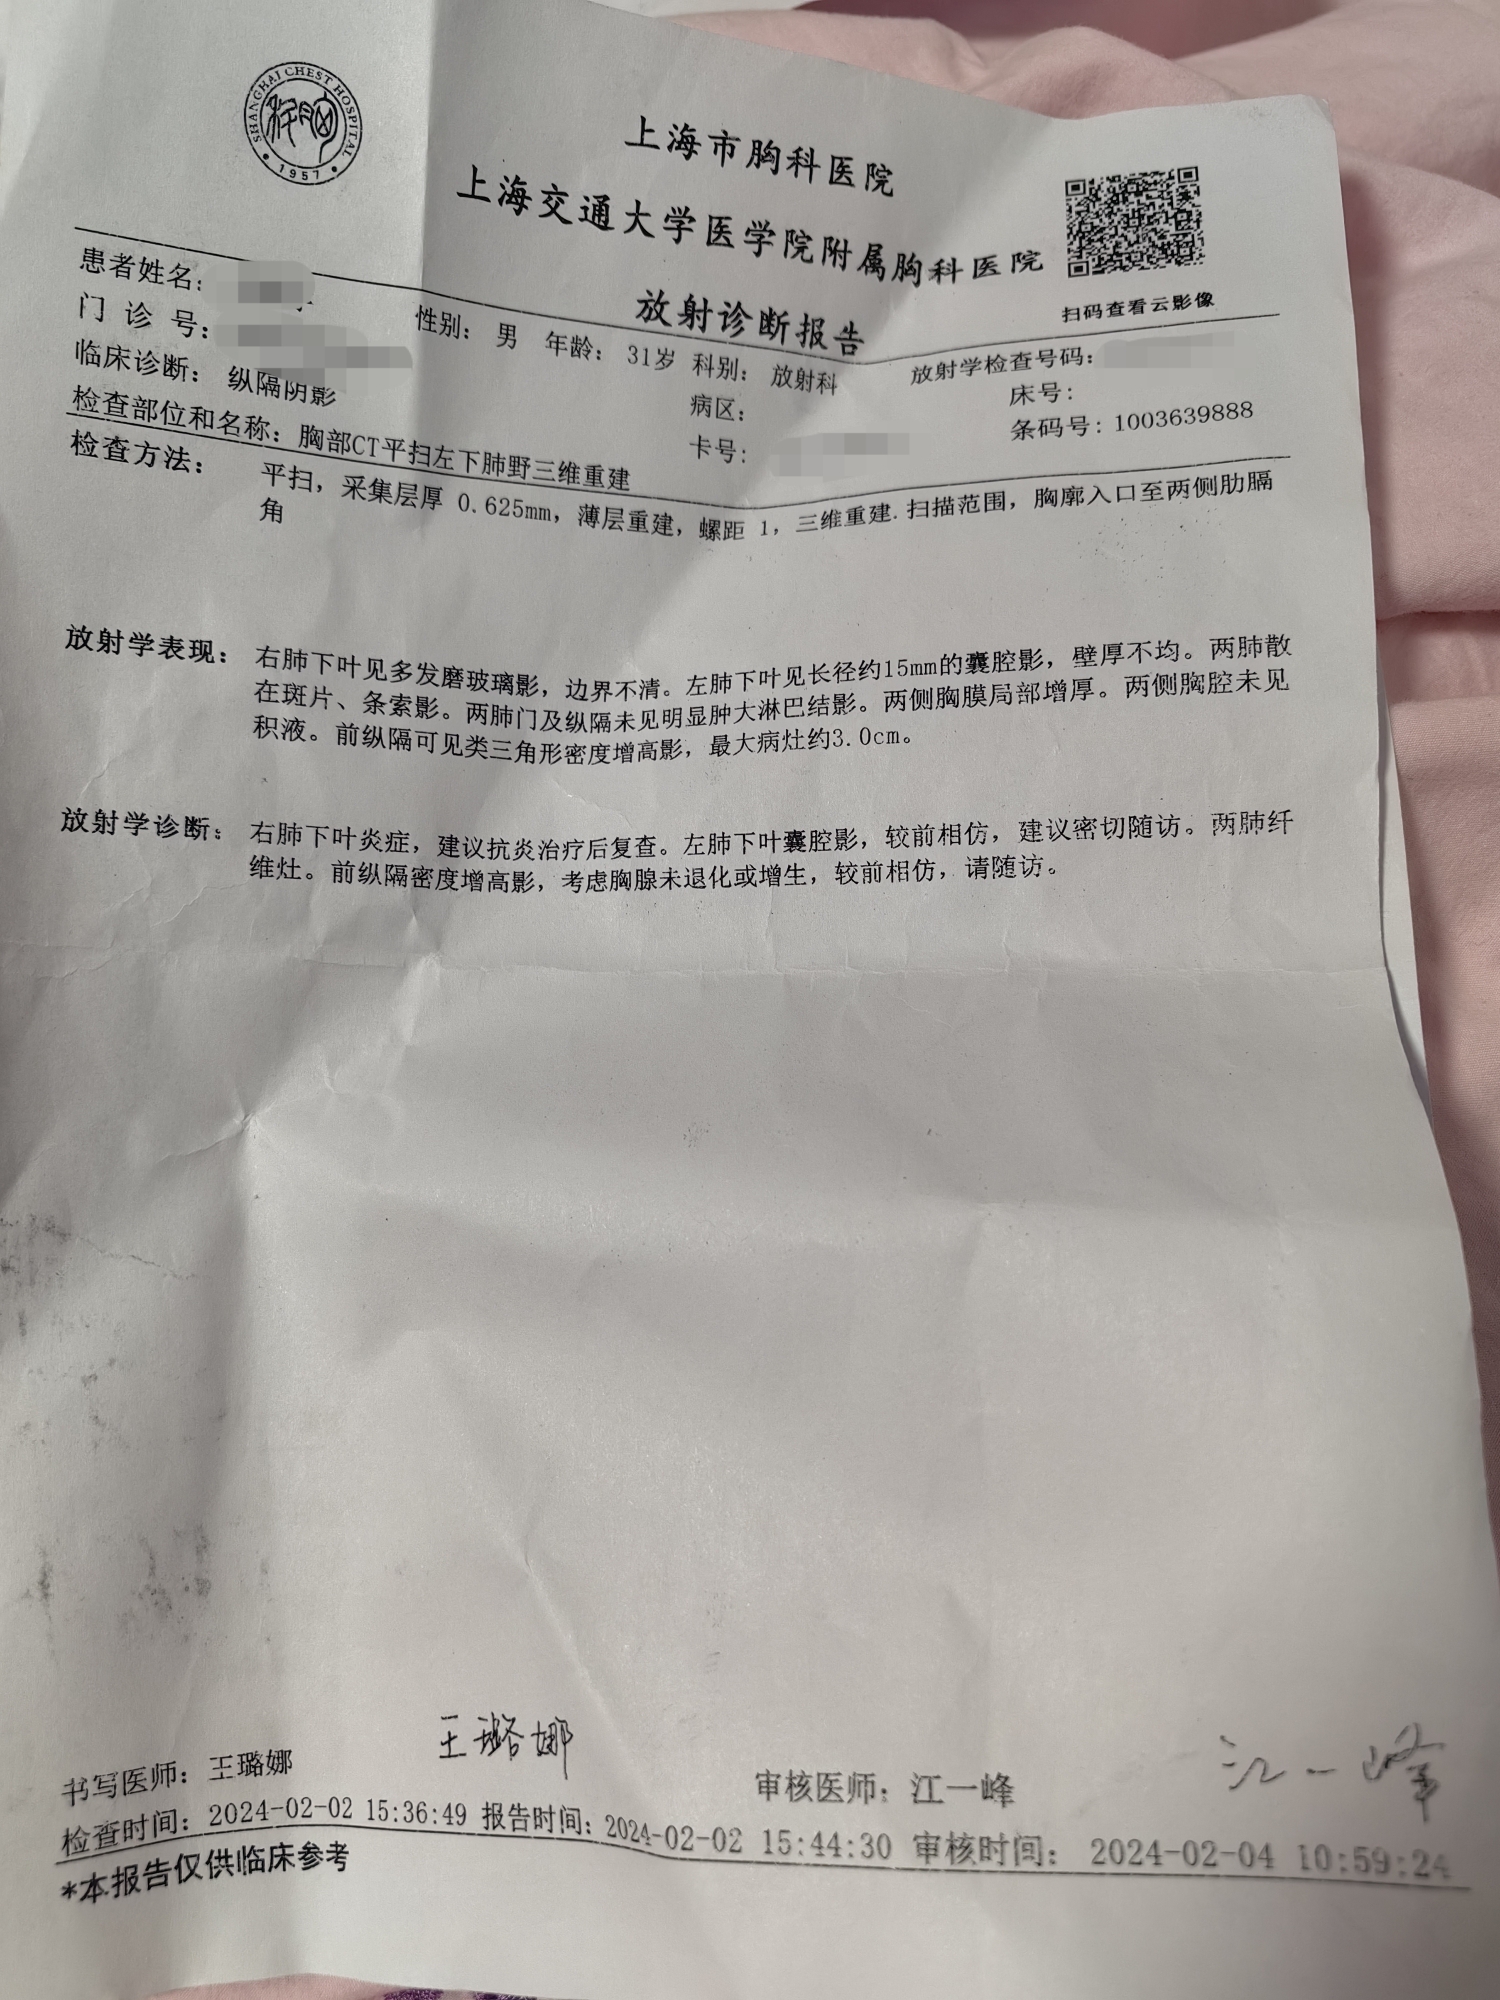 SHANGHAI CHEST HOSPITAL
1957
上海市胸科医院
上海交通大学医学院附属胸科医院
放射诊断报告
扫码查看云影像
患者姓名:
门 诊 号:
性别: 男 年龄: 31岁 科别: 放射科
放射学检查号码:
临床诊断: 纵隔阴影
病区:
床号:
检查部位和名称: 胸部CT平扫左下肺野三维重建
卡号:
条码号: 1003639888
检查方法: 平扫, 采集层厚 0.625mm, 薄层重建, 螺距 1, 三维重建. 扫描范围, 胸廓入口至两侧肋膈
角
放射学表现: 右肺下叶见多发磨玻璃影, 边界不清。左肺下叶见长径约15mm的囊腔影, 壁厚不均。两肺散
在斑片、条索影。两肺门及纵隔未见明显肿大淋巴结影。两侧胸膜局部增厚。两侧胸腔未见
积液。前纵隔可见类三角形密度增高影, 最大病灶约3.0cm。
放射学诊断: 右肺下叶炎症, 建议抗炎治疗后复查。左肺下叶囊腔影, 较前相仿, 建议密切随访。两肺纤
维灶。前纵隔密度增高影, 考虑胸腺未退化或增生, 较前相仿, 请随访。
书写医师: 王璐娜 王璐娜
审核医师: 江一峰 江一峰
检查时间: 2024-02-02 15:36:49 报告时间: 2024-02-02 15:44:30 审核时间: 2024-02-04 10:59:24
*本报告仅供临床参考